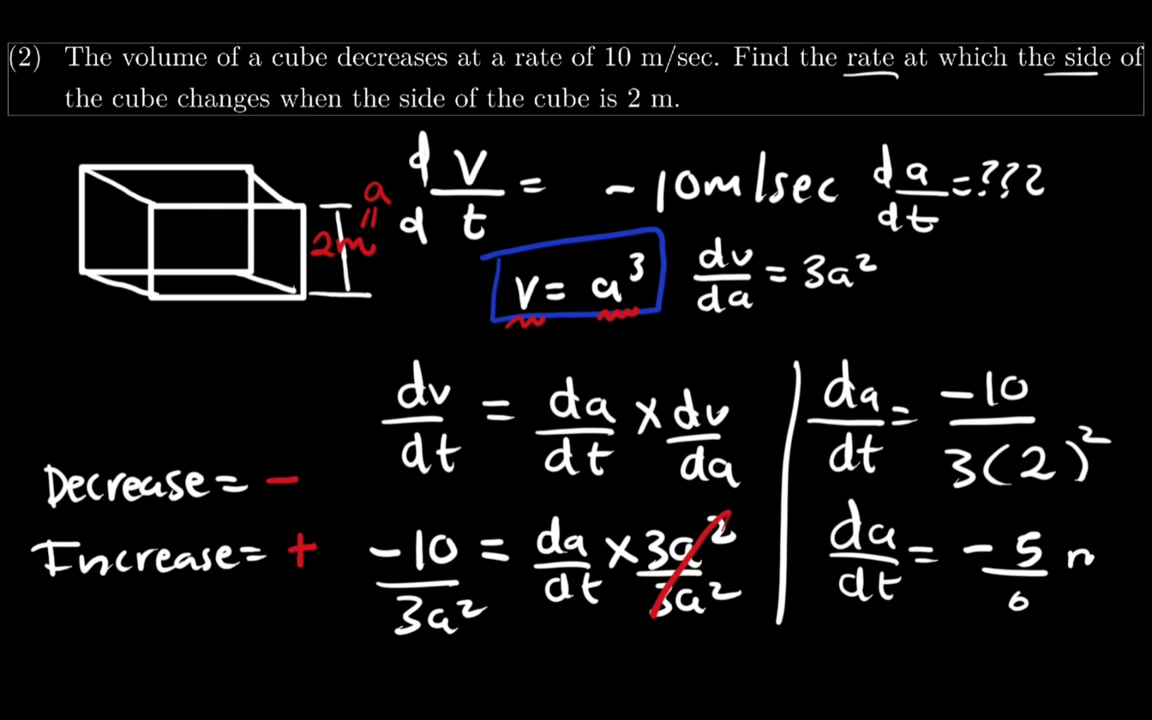 (2) The volume of a cube decreases at a rate of 10 m/sec. Find the rate at which the side of
the cube changes when the side of the cube is 2 m.
a
=
2m
dV/dt = -10m/sec
da/dt = ???
V = a³
dv/da = 3a²
dv/dt = da/dt × dv/da
Decrease = -
Increase = +
-10/3a² = da/dt × 3a²/3a²
da/dt = -10/3(2)²
da/dt = -5/6 m